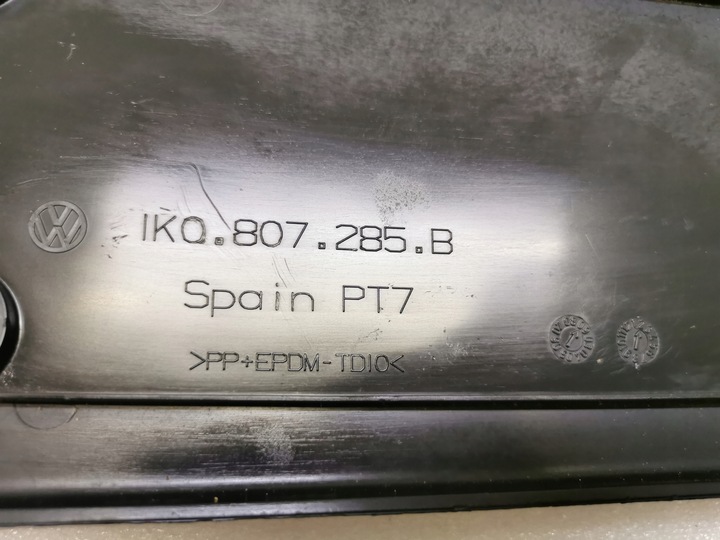 1K0.807.285.B
Spain PT7
>PP+EPDM-TD10<